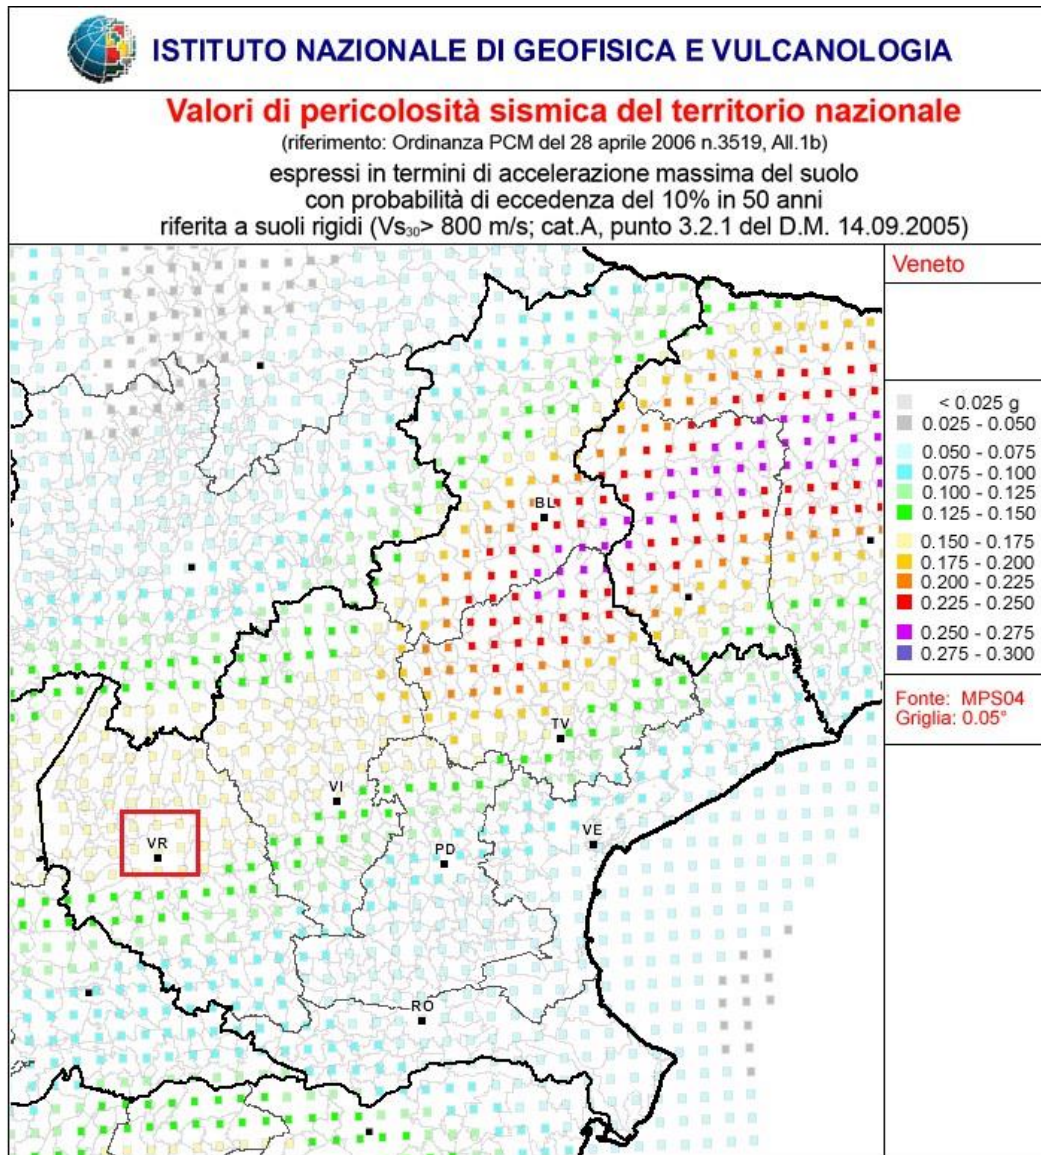 ISTITUTO NAZIONALE DI GEOFISICA E VULCANOLOGIA
Valori di pericolosità sismica del territorio nazionale
(riferimento: Ordinanza PCM del 28 aprile 2006 n.3519, All.1b)
espressi in termini di accelerazione massima del suolo
con probabilità di eccedenza del 10% in 50 anni
riferita a suoli rigidi (Vs₃₀> 800 m/s; cat.A, punto 3.2.1 del D.M. 14.09.2005)
Veneto
< 0.025 g
0.025 - 0.050
0.050 - 0.075
0.075 - 0.100
0.100 - 0.125
0.125 - 0.150
0.150 - 0.175
0.175 - 0.200
0.200 - 0.225
0.225 - 0.250
0.250 - 0.275
0.275 - 0.300
Fonte: MPS04
Griglia: 0.05°
BL
TV
VI
VR
PD
VE
RO